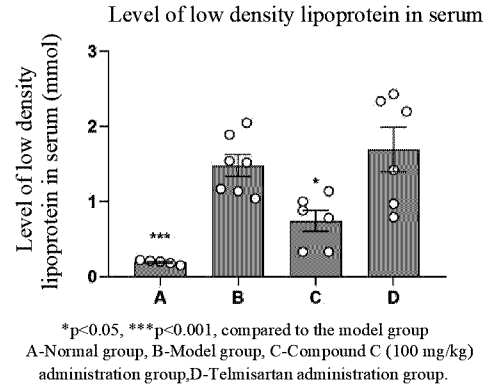 Level of low density lipoprotein in serum
Level of low density
lipoprotein in serum (mmol)
3
2
1
0
***
*
A
B
C
D
*p<0.05, ***p<0.001, compared to the model group
A-Normal group, B-Model group, C-Compound C (100 mg/kg)
administration group,D-Telmisartan administration group.